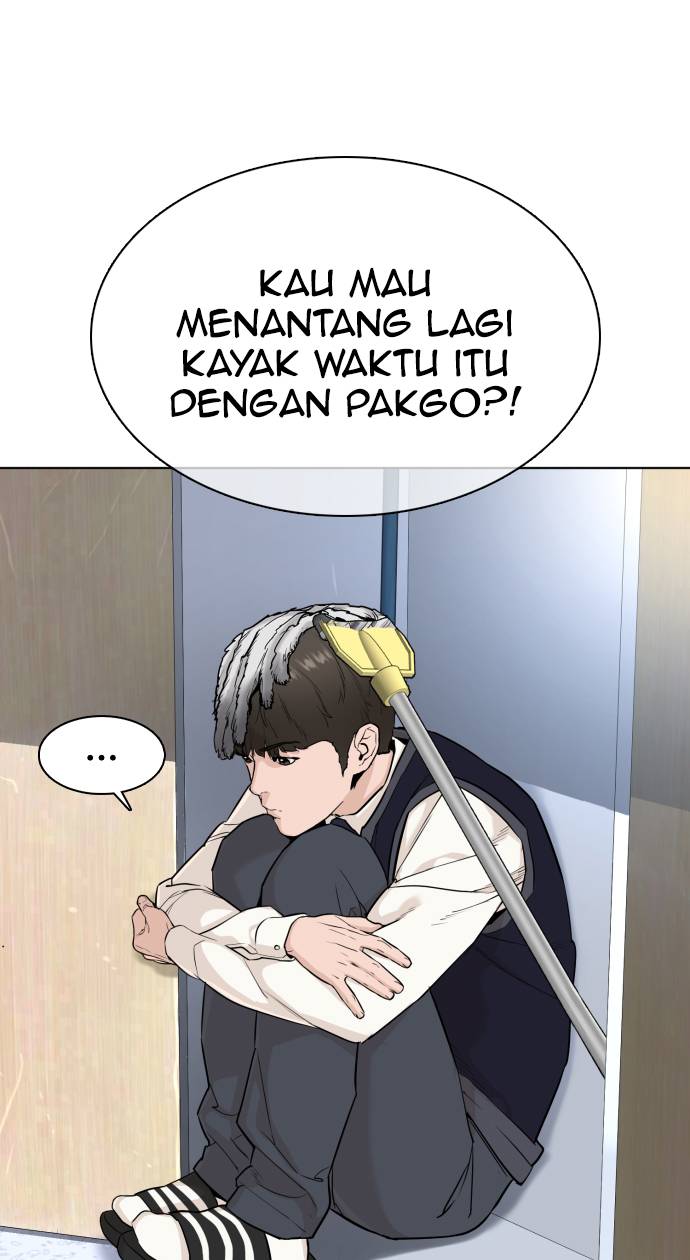 KAU MAU
MENANTANG LAGI
KAYAK WAKTU ITU
DENGAN PAKGO?!
...